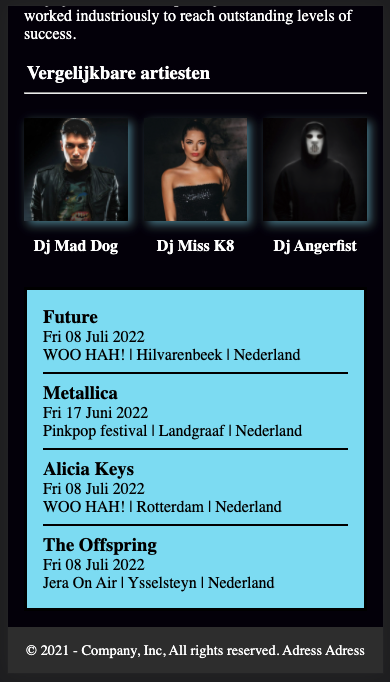 worked industriously to reach outstanding levels of
success.
Vergelijkbare artiesten
Dj Mad Dog
Dj Miss K8
Dj Angerfist
Future
Fri 08 Juli 2022
WOO HAH! | Hilvarenbeek | Nederland
Metallica
Fri 17 Juni 2022
Pinkpop festival | Landgraaf | Nederland
Alicia Keys
Fri 08 Juli 2022
WOO HAH! | Rotterdam | Nederland
The Offspring
Fri 08 Juli 2022
Jera On Air | Ysselsteyn | Nederland
© 2021 - Company, Inc, All rights reserved. Adress Adress